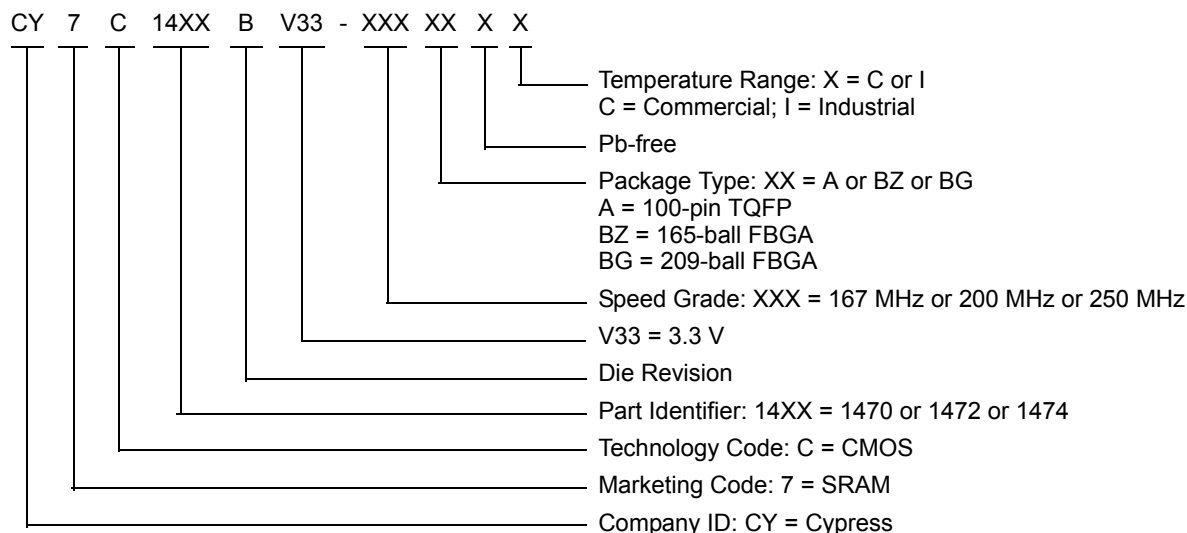 CY 7 C 14XX B V33 - XXX XX X X
Temperature Range: X = C or I
C = Commercial; I = Industrial
Pb-free
Package Type: XX = A or BZ or BG
A = 100-pin TQFP
BZ = 165-ball FBGA
BG = 209-ball FBGA
Speed Grade: XXX = 167 MHz or 200 MHz or 250 MHz
V33 = 3.3 V
Die Revision
Part Identifier: 14XX = 1470 or 1472 or 1474
Technology Code: C = CMOS
Marketing Code: 7 = SRAM
Company ID: CY = Cypress